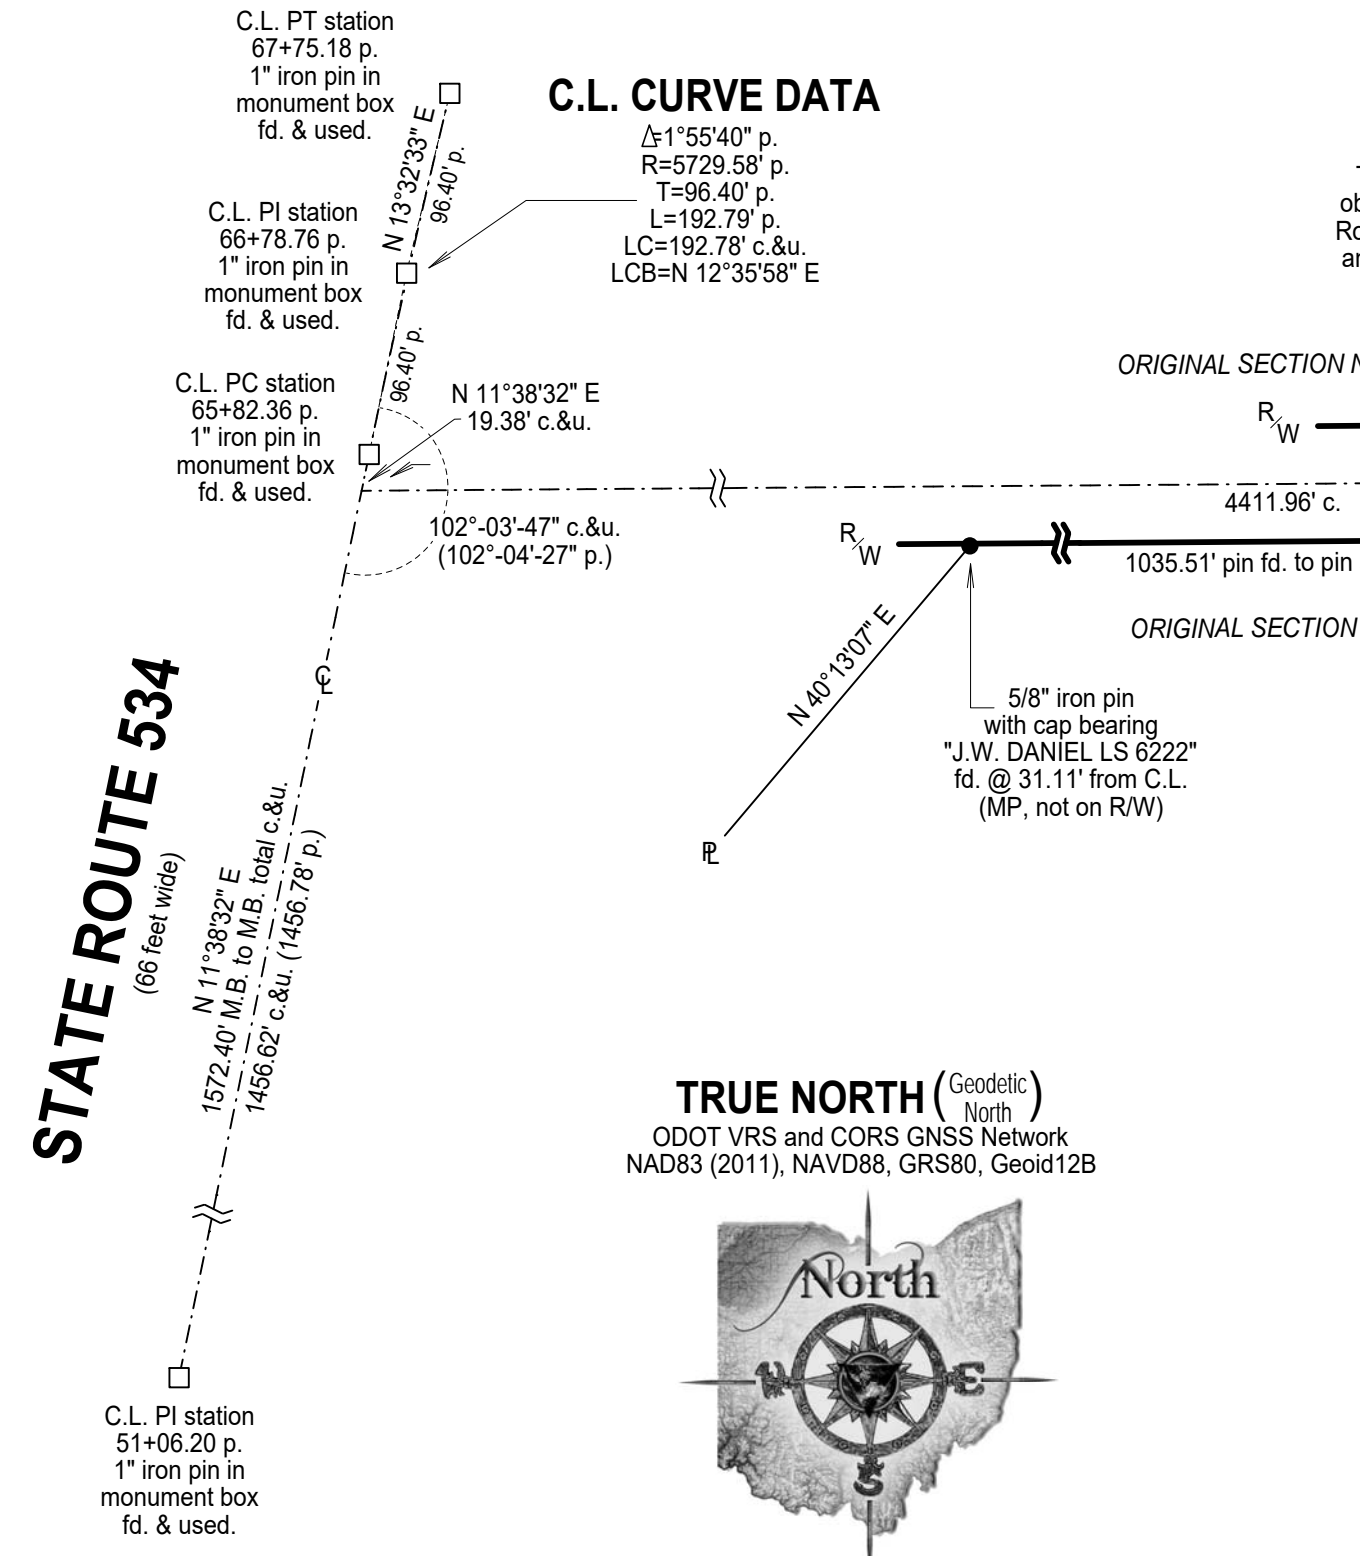 C.L. PT station
67+75.18 p.
1" iron pin in
monument box
fd. & used.
N 13°32'33" E
96.40' p.
C.L. CURVE DATA
Δ=1°55'40" p.
R=5729.58' p.
T=96.40' p.
L=192.79' p.
LC=192.78' c.&u.
LCB=N 12°35'58" E
C.L. PI station
66+78.76 p.
1" iron pin in
monument box
fd. & used.
96.40' p.
C.L. PC station
65+82.36 p.
1" iron pin in
monument box
fd. & used.
N 11°38'32" E
19.38' c.&u.
102°-03'-47" c.&u.
(102°-04'-27" p.)
ob
Ro
an
ORIGINAL SECTION N
R/W
4411.96' c.
R/W
1035.51' pin fd. to pin
ORIGINAL SECTION
N 40°13'07" E
5/8" iron pin
with cap bearing
"J.W. DANIEL LS 6222"
fd. @ 31.11' from C.L.
(MP, not on R/W)
PL
CL
STATE ROUTE 534
(66 feet wide)
N 11°38'32" E
1572.40' M.B. to M.B. total c.&u.
1456.62' c.&u. (1456.78' p.)
TRUE NORTH (Geodetic North)
ODOT VRS and CORS GNSS Network
NAD83 (2011), NAVD88, GRS80, Geoid12B
North
E
S
C.L. PI station
51+06.20 p.
1" iron pin in
monument box
fd. & used.